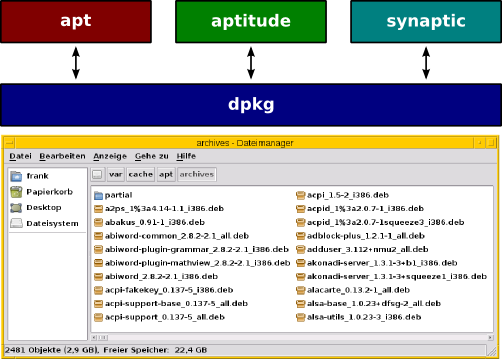 apt aptitude synaptic
dpkg
archives - Dateimanager
Datei Bearbeiten Anzeige Gehe zu Hilfe
var cache apt archives
frank
Papierkorb
Desktop
Dateisystem
partial
a2ps_1%3a4.14-1.1_i386.deb
abakus_0.91-1_i386.deb
abiword-common_2.8.2-2.1_all.deb
abiword-plugin-grammar_2.8.2-2.1_i386.deb
abiword-plugin-mathview_2.8.2-2.1_i386.deb
abiword_2.8.2-2.1_i386.deb
acpi-fakekey_0.137-5_i386.deb
acpi-support-base_0.137-5_all.deb
acpi-support_0.137-5_all.deb
acpi_1.5-2_i386.deb
acpid_1%3a2.0.7-1_i386.deb
acpid_1%3a2.0.7-1squeeze3_i386.deb
adblock-plus_1.2.1-1_all.deb
adduser_3.112+nmu2_all.deb
akonadi-server_1.3.1-3+b1_i386.deb
akonadi-server_1.3.1-3+squeeze1_i386.deb
alacarte_0.13.2-1_all.deb
alsa-base_1.0.23+dfsg-2_all.deb
alsa-utils_1.0.23-3_i386.deb
2481 Objekte (2,9 GB), Freier Speicher: 22,4 GB